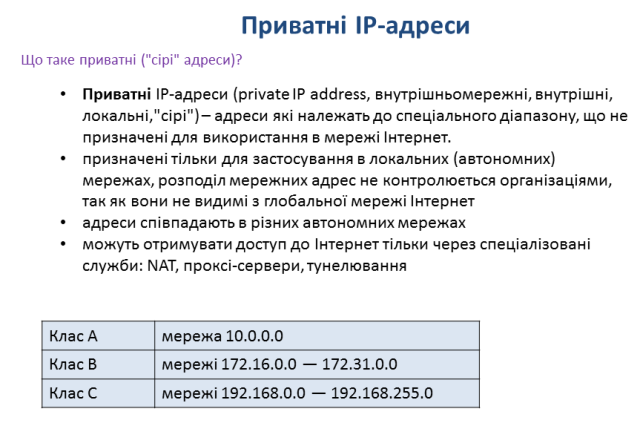 Приватні IP-адреси
Що таке приватні ("сірі" адреси)?
• Приватні IP-адреси (private IP address, внутрішньомережні, внутрішні,
локальні,"сірі") – адреси які належать до спеціального діапазону, що не
призначені для використання в мережі Інтернет.
• призначені тільки для застосування в локальних (автономних)
мережах, розподіл мережних адрес не контролюється організаціями,
так як вони не видимі з глобальної мережі Інтернет
• адреси співпадають в різних автономних мережах
• можуть отримувати доступ до Інтернет тільки через спеціалізовані
служби: NAT, проксі-сервери, тунелювання
Клас A мережа 10.0.0.0
Клас B мережі 172.16.0.0 — 172.31.0.0
Клас C мережі 192.168.0.0 — 192.168.255.0